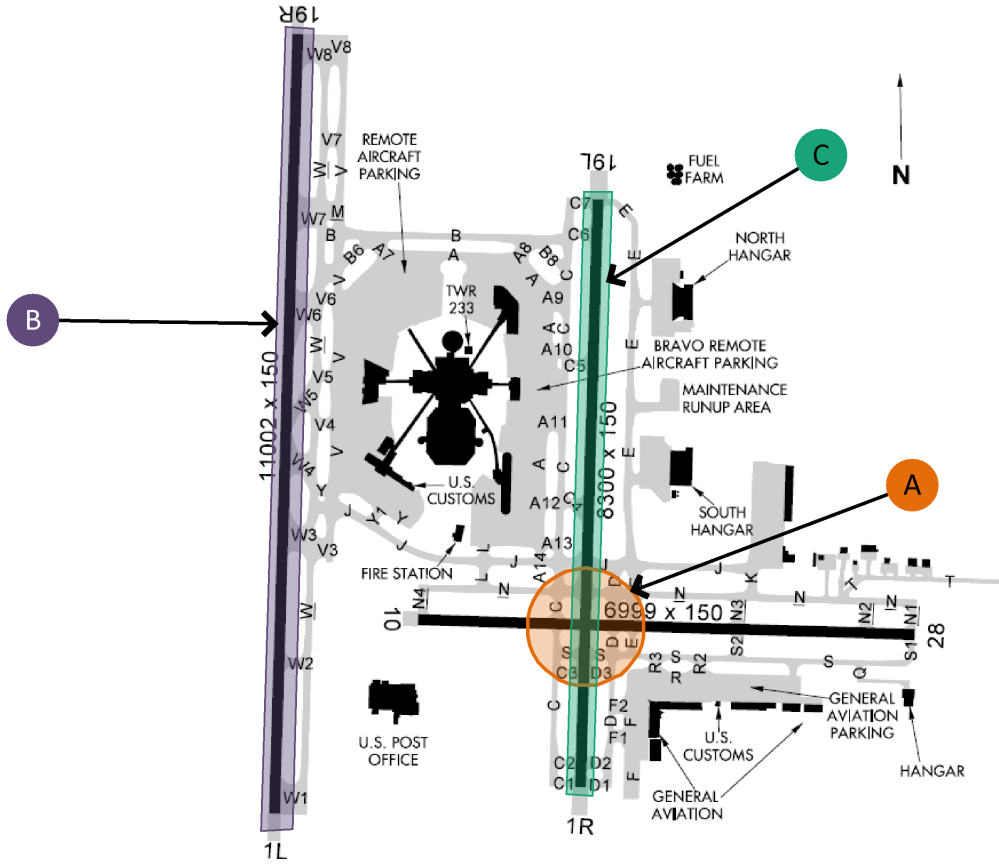 19R
W8
V8
V7
W
V
M
W7
B
B
B6
A7
A
A8
B8
REMOTE
AIRCRAFT
PARKING
19L
C
FUEL
FARM
N
C7
E
C6
E
NORTH
HANGAR
C
A
A9
TWR
233
V
V6
W6
B
W
V
V5
W5
V4
V
W4
Y
11002 x 150
A
C
A10
C5
E
BRAVO REMOTE
AIRCRAFT PARKING
MAINTENANCE
RUNUP AREA
A11
8300 x 150
A
C
E
A12
C4
A
SOUTH
HANGAR
U.S.
CUSTOMS
J
Y1
Y
J
W3
V3
FIRE STATION
L
L
J
A13
A14
J
D
E
J
K
T
T
N4
N
C
N
N3
N
N2
N1
10
6999 x 150
28
W
W2
S
S
D
E
C3
D3
R3
S
R
R2
S2
S
Q
S1
C
F2
D
F
F1
C2
D2
C1
D1
F
U.S. POST
OFFICE
U.S.
CUSTOMS
GENERAL
AVIATION
PARKING
HANGAR
GENERAL
AVIATION
W1
1L
1R